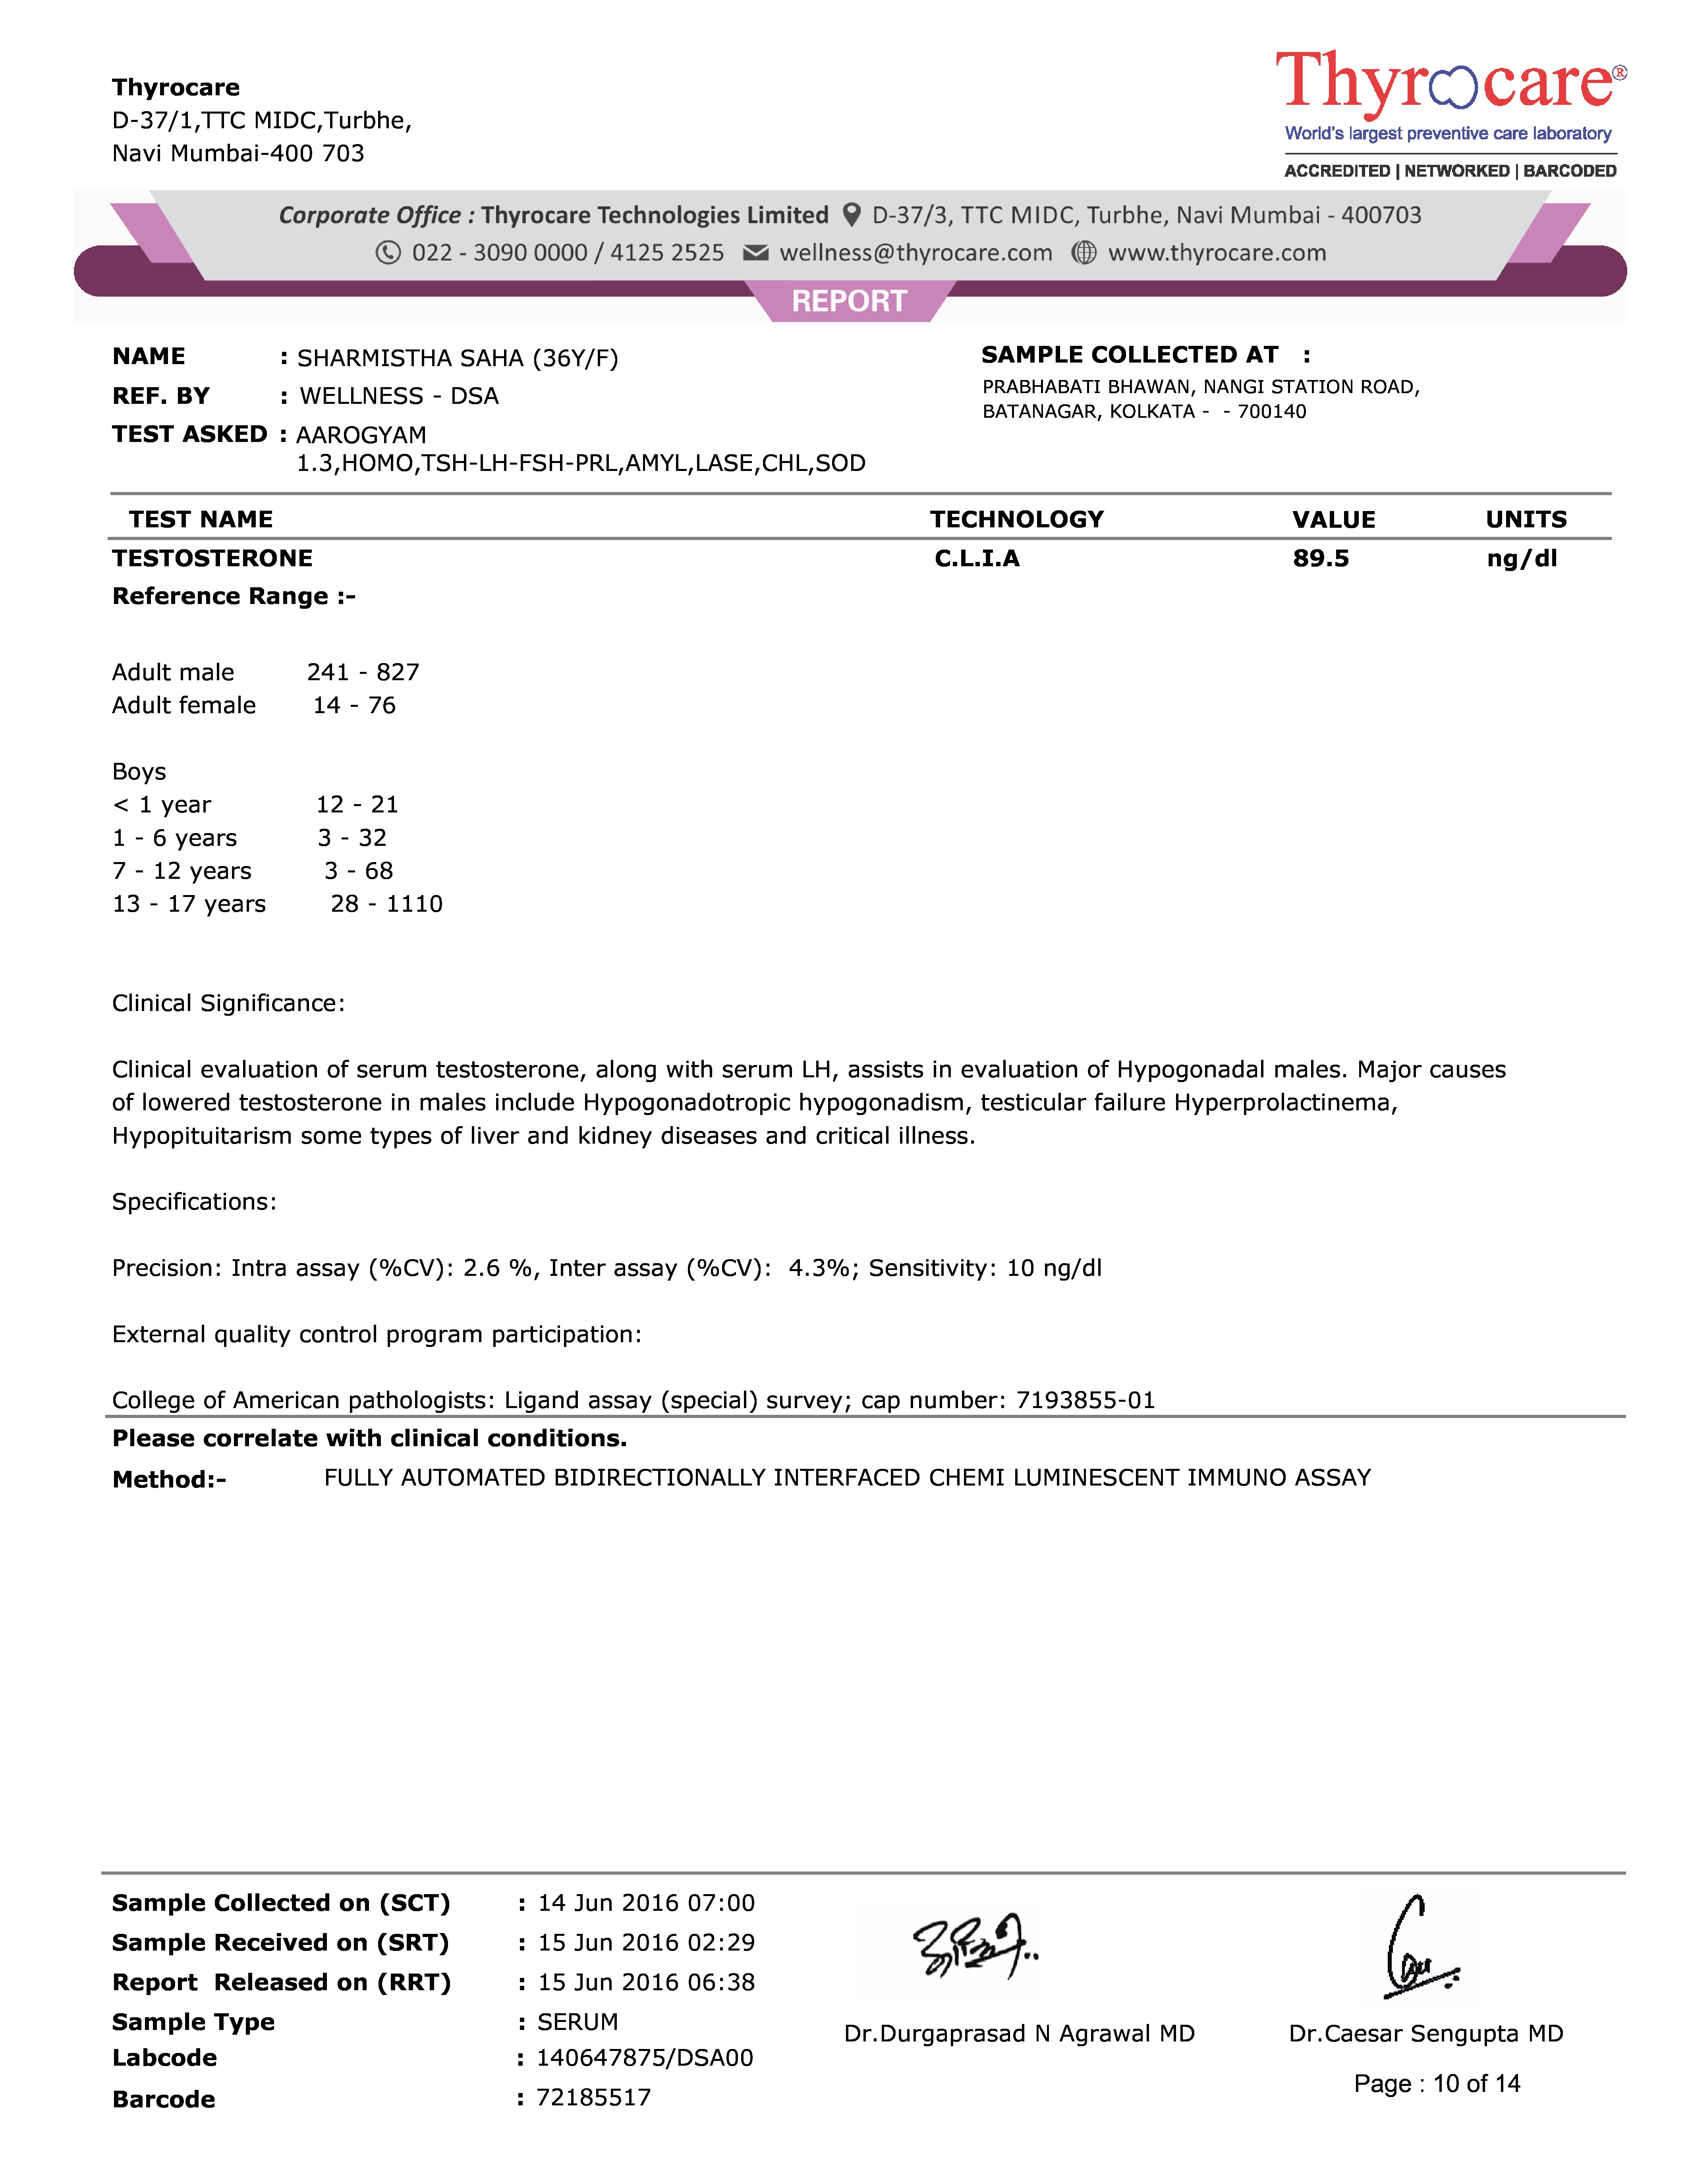 Thyrocare
D-37/1,TTC MIDC,Turbhe,
Navi Mumbai-400 703
Thyrocare®
World's largest preventive care laboratory
ACCREDITED | NETWORKED | BARCODED
Corporate Office : Thyrocare Technologies Limited D-37/3, TTC MIDC, Turbhe, Navi Mumbai - 400703
022 - 3090 0000 / 4125 2525 wellness@thyrocare.com www.thyrocare.com
REPORT
NAME : SHARMISTHA SAHA (36Y/F)
REF. BY : WELLNESS - DSA
TEST ASKED : AAROGYAM
1.3,HOMO,TSH-LH-FSH-PRL,AMYL,LASE,CHL,SOD
SAMPLE COLLECTED AT :
PRABHABATI BHAWAN, NANGI STATION ROAD,
BATANAGAR, KOLKATA - - 700140
TEST NAME TECHNOLOGY VALUE UNITS
TESTOSTERONE C.L.I.A 89.5 ng/dl
Reference Range :-
Adult male 241 - 827
Adult female 14 - 76
Boys
< 1 year 12 - 21
1 - 6 years 3 - 32
7 - 12 years 3 - 68
13 - 17 years 28 - 1110
Clinical Significance:
Clinical evaluation of serum testosterone, along with serum LH, assists in evaluation of Hypogonadal males. Major causes
of lowered testosterone in males include Hypogonadotropic hypogonadism, testicular failure Hyperprolactinema,
Hypopituitarism some types of liver and kidney diseases and critical illness.
Specifications:
Precision: Intra assay (%CV): 2.6 %, Inter assay (%CV): 4.3%; Sensitivity: 10 ng/dl
External quality control program participation:
College of American pathologists: Ligand assay (special) survey; cap number: 7193855-01
Please correlate with clinical conditions.
Method:- FULLY AUTOMATED BIDIRECTIONALLY INTERFACED CHEMI LUMINESCENT IMMUNO ASSAY
Sample Collected on (SCT) : 14 Jun 2016 07:00
Sample Received on (SRT) : 15 Jun 2016 02:29
Report Released on (RRT) : 15 Jun 2016 06:38
Sample Type : SERUM
Labcode : 140647875/DSA00
Barcode : 72185517
Dr.Durgaprasad N Agrawal MD
Dr.Caesar Sengupta MD
Page : 10 of 14